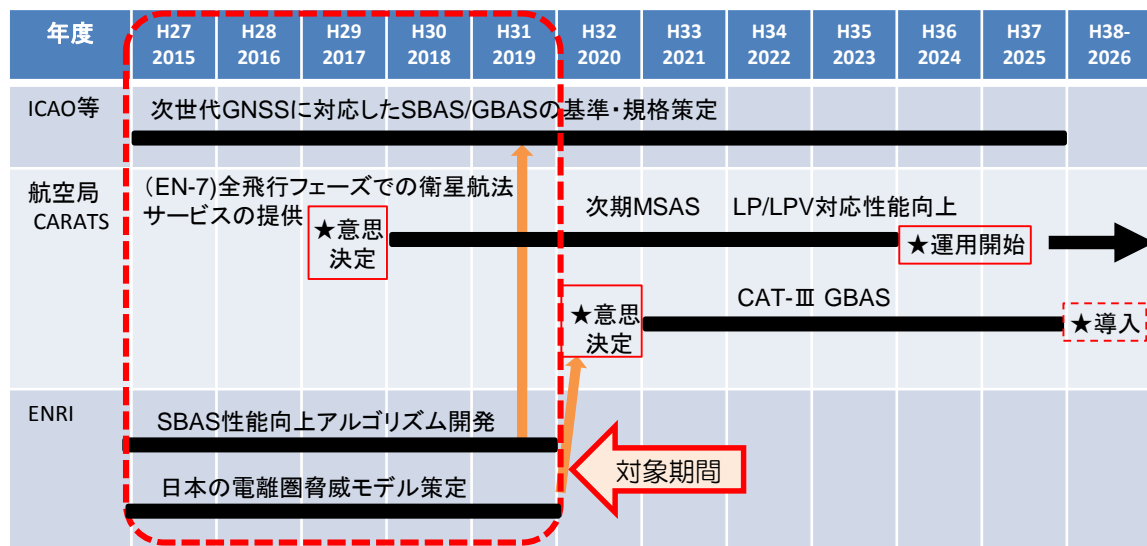 年度
H27
2015
H28
2016
H29
2017
H30
2018
H31
2019
H32
2020
H33
2021
H34
2022
H35
2023
H36
2024
H37
2025
H38-
2026
ICAO等
次世代GNSSに対応したSBAS/GBASの基準・規格策定
航空局
CARATS
(EN-7)全飛行フェーズでの衛星航法
サービスの提供
★意思
決定
次期MSAS LP/LPV対応性能向上
★運用開始
★意思
決定
CAT-Ⅲ GBAS
★導入
ENRI
SBAS性能向上アルゴリズム開発
対象期間
日本の電離圏脅威モデル策定